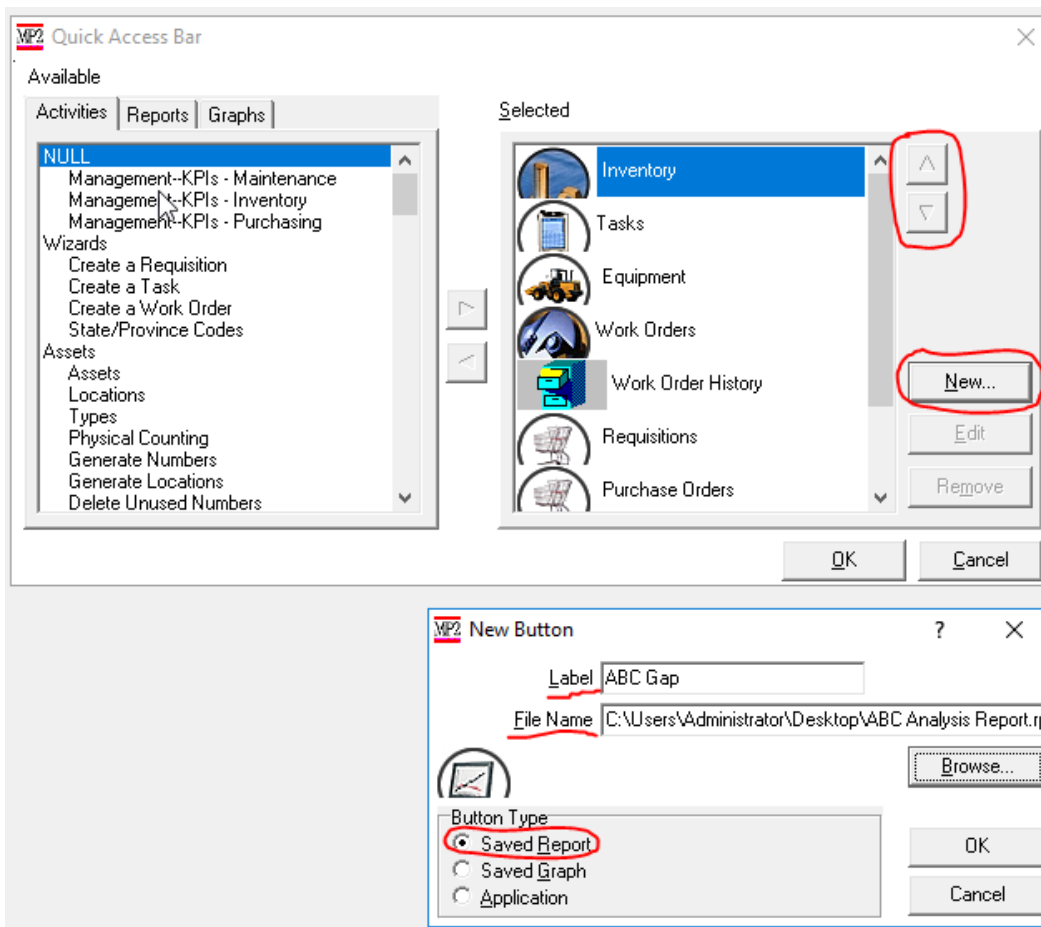 MP2 Quick Access Bar
Available
Activities Reports Graphs
Selected
NULL
Management--KPIs - Maintenance
Management--KPIs - Inventory
Management--KPIs - Purchasing
Wizards
Create a Requisition
Create a Task
Create a Work Order
State/Province Codes
Assets
Assets
Locations
Types
Physical Counting
Generate Numbers
Generate Locations
Delete Unused Numbers
Inventory
Tasks
Equipment
Work Orders
Work Order History
Requisitions
Purchase Orders
New...
Edit
Remove
OK Cancel
MP2 New Button ?
Label ABC Gap
File Name C:\Users\Administrator\Desktop\ABC Analysis Report.r
Browse...
Button Type
Saved Report
Saved Graph
Application
OK
Cancel